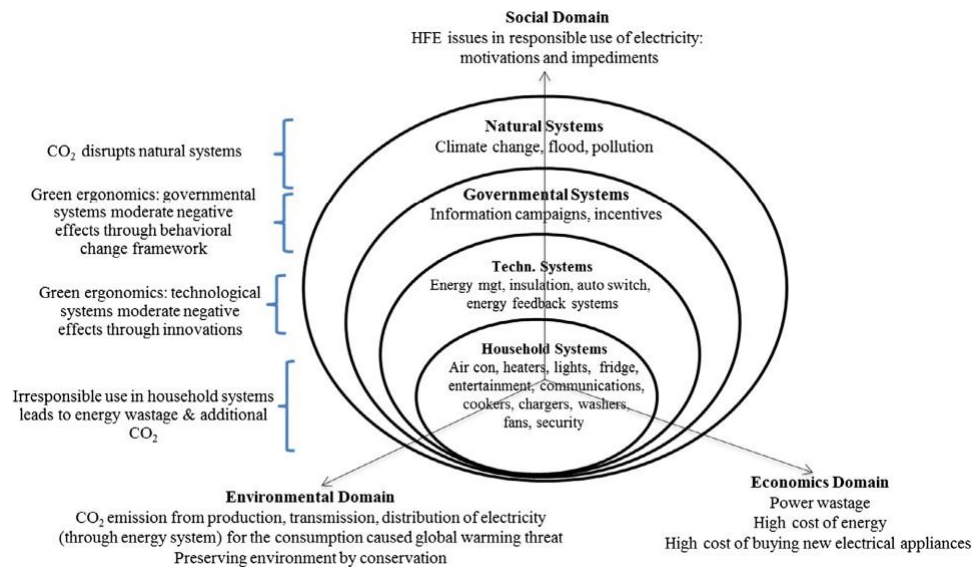 Social Domain
HFE issues in responsible use of electricity:
motivations and impediments
Natural Systems
Climate change, flood, pollution
CO₂ disrupts natural systems
Green ergonomics: governmental
systems moderate negative
effects through behavioral
change framework
Governmental Systems
Information campaigns, incentives
Techn. Systems
Energy mgt, insulation, auto switch,
energy feedback systems
Green ergonomics: technological
systems moderate negative
effects through innovations
Household Systems
Air con, heaters, lights, fridge,
entertainment, communications,
cookers, chargers, washers,
fans, security
Irresponsible use in household systems
leads to energy wastage & additional
CO₂
Environmental Domain
CO₂ emission from production, transmission, distribution of electricity
(through energy system) for the consumption caused global warming threat
Preserving environment by conservation
Economics Domain
Power wastage
High cost of energy
High cost of buying new electrical appliances